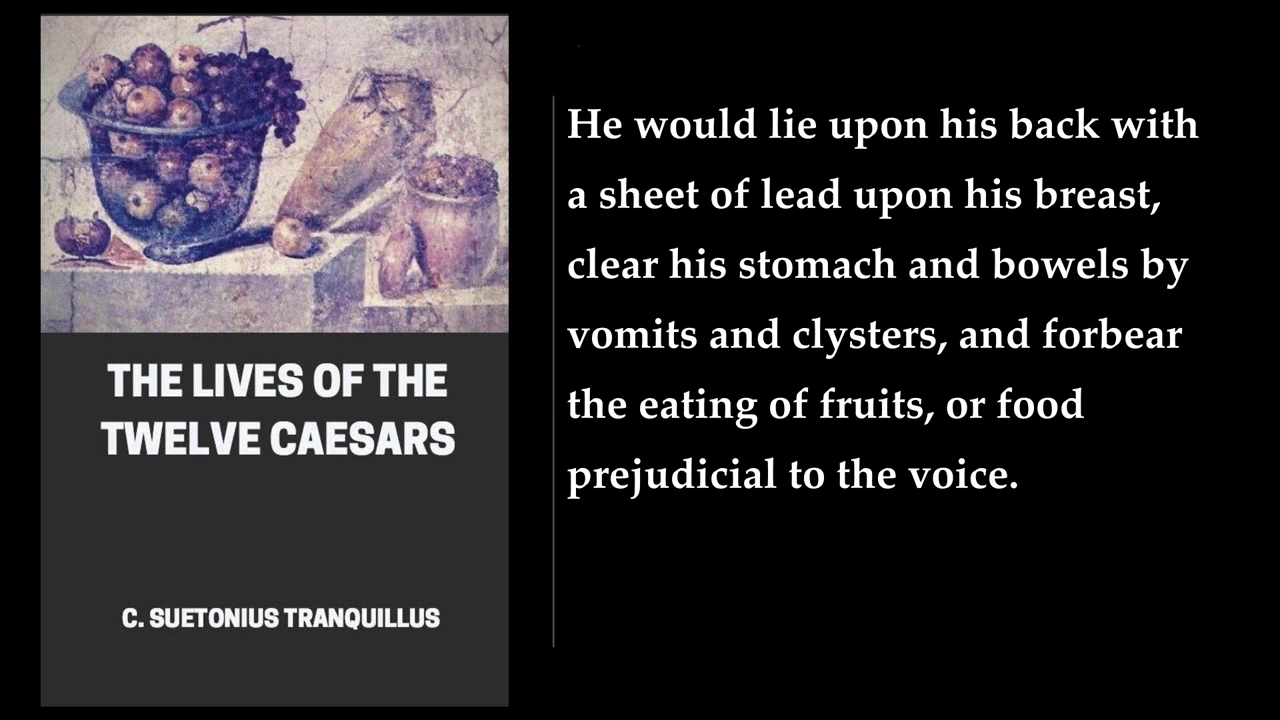 THE LIVES OF THE
TWELVE CAESARS
C. SUETONIUS TRANQUILLUS
He would lie upon his back with
a sheet of lead upon his breast,
clear his stomach and bowels by
vomits and clysters, and forbear
the eating of fruits, or food
prejudicial to the voice.